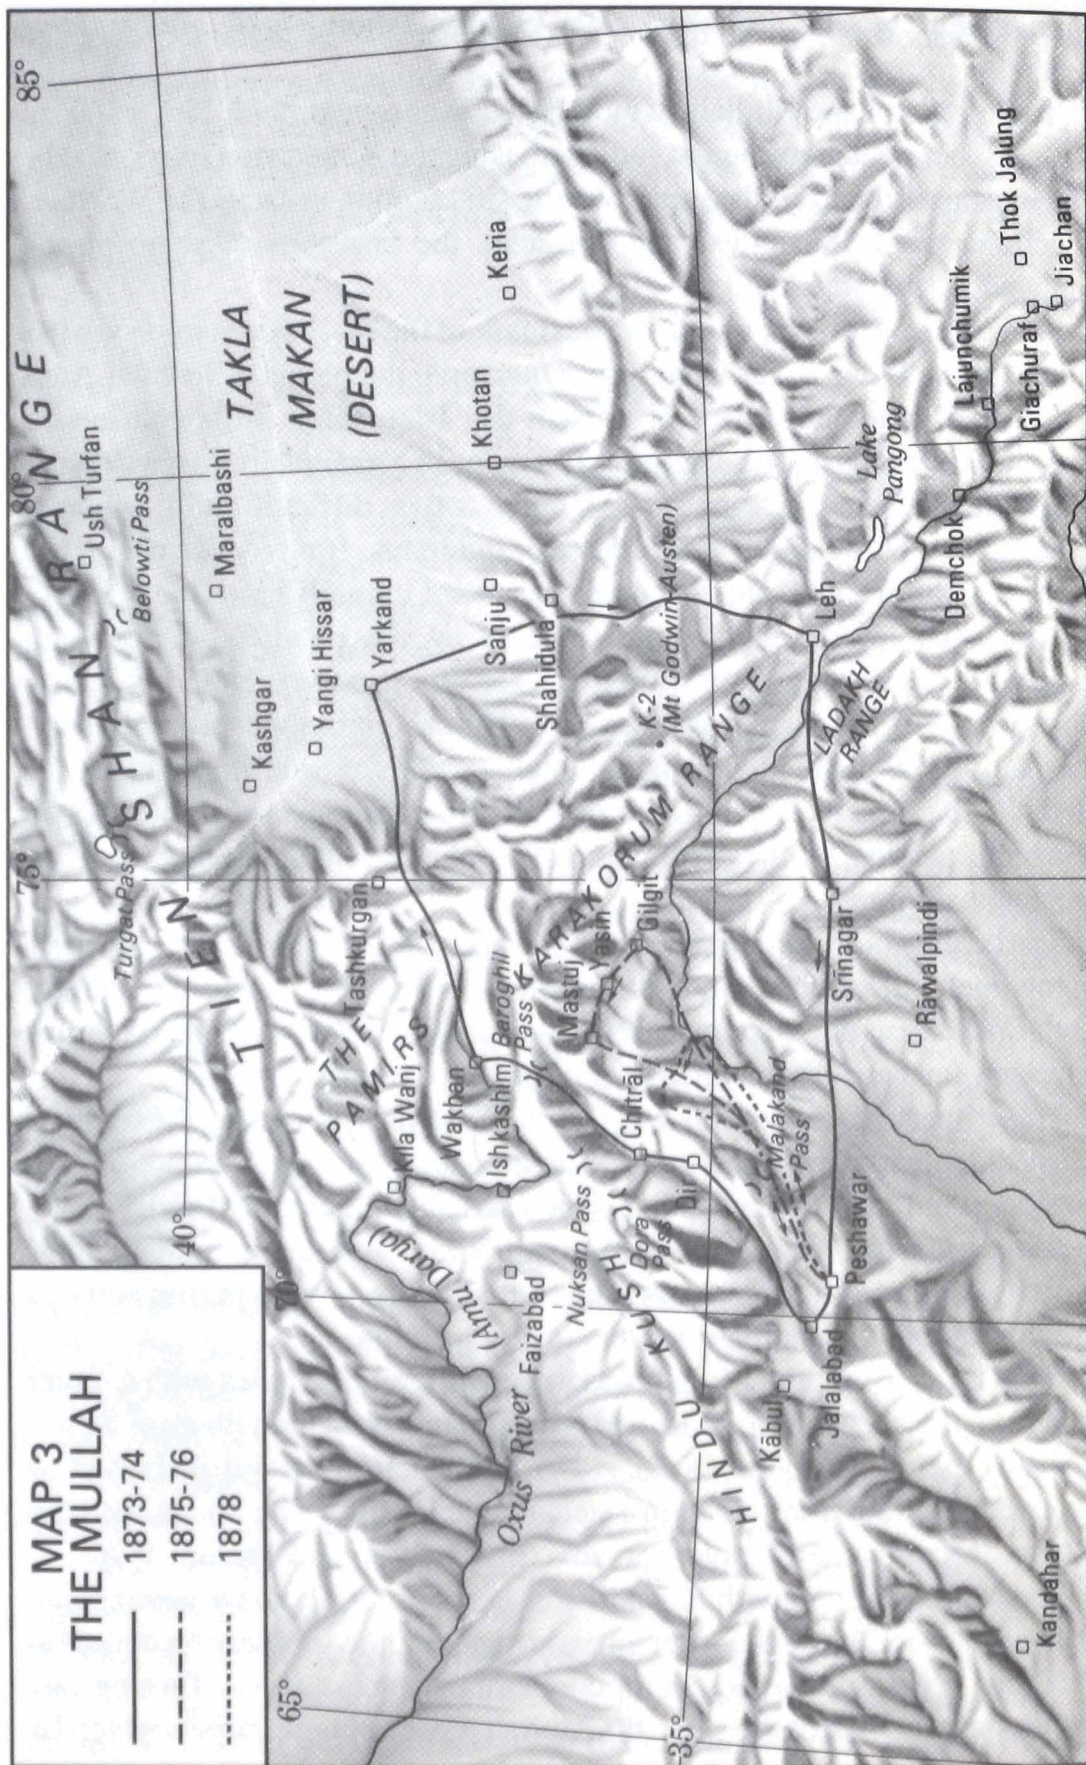 MAP 3
THE MULLAH
1873-74
1875-76
1878
65°
70°
75°
80°
85°
40°
35°
TIEN SHAN RANGE
Turgat Pass
Belowti Pass
Ush Turfan
Maralbashi
Kashgar
Yangi Hissar
Yarkand
TAKLA
MAKAN
(DESERT)
Keria
Khotan
Sanju
Shahidula
K-2
(Mt Godwin-Austen)
KARAKORUM RANGE
Tashkurgan
THE
PAMIRS
Kila Wanj
Wakhan
Ishkashim
Baroghil
Pass
Mastuj
Yasin
Gilgit
Chitrāl
Nuksan Pass
Dora
Pass
Dir
Malakand
Pass
Oxus River
(Amu Darya)
Faizabad
HINDU KUSH
Kābul
Jalalabad
Peshawar
Kandahar
Srīnagar
Rāwalpindi
LADAKH
RANGE
Leh
Lake
Pangong
Demchok
Lajunchumik
Giachuraf
Thok Jalung
Jiachan